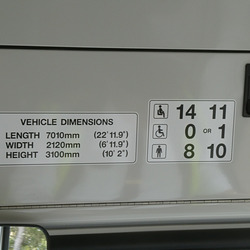 VEHICLE DIMENSIONS
LENGTH 7010mm (22' 11.9")
WIDTH 2120mm (6' 11.9")
HEIGHT 3100mm (10' 2")
14 11
0 OR 1
8 10